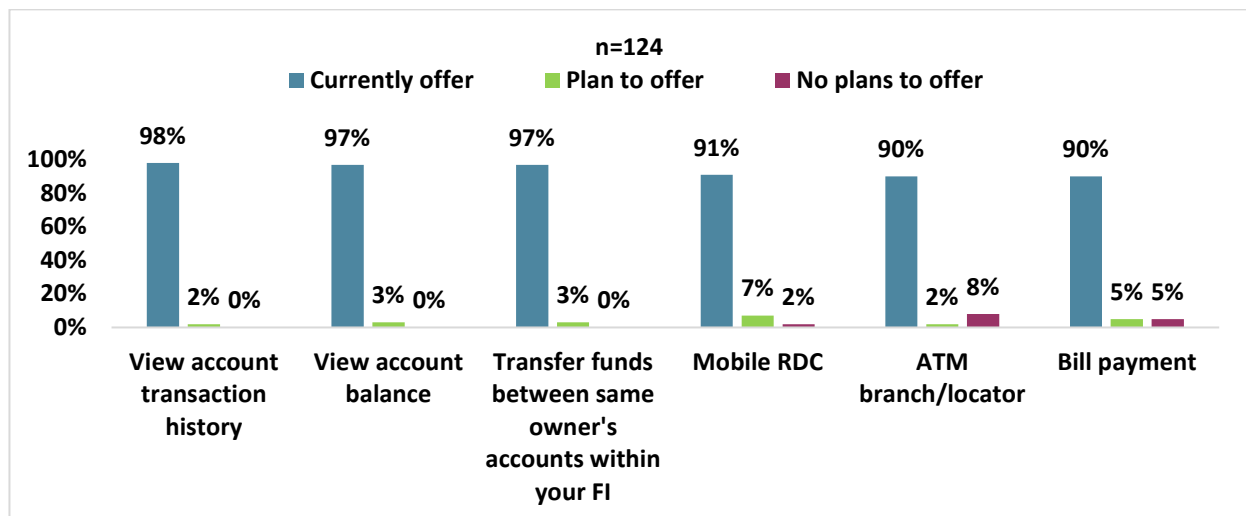 n=124
Currently offer Plan to offer No plans to offer
98% 97% 97% 91% 90% 90%
100%
80%
60%
40%
20%
0%
2% 0% 3% 0% 3% 0% 7% 2% 2% 8% 5% 5%
View account
transaction
history
View account
balance
Transfer funds
between same
owner's
accounts within
your FI
Mobile RDC
ATM
branch/locator
Bill payment